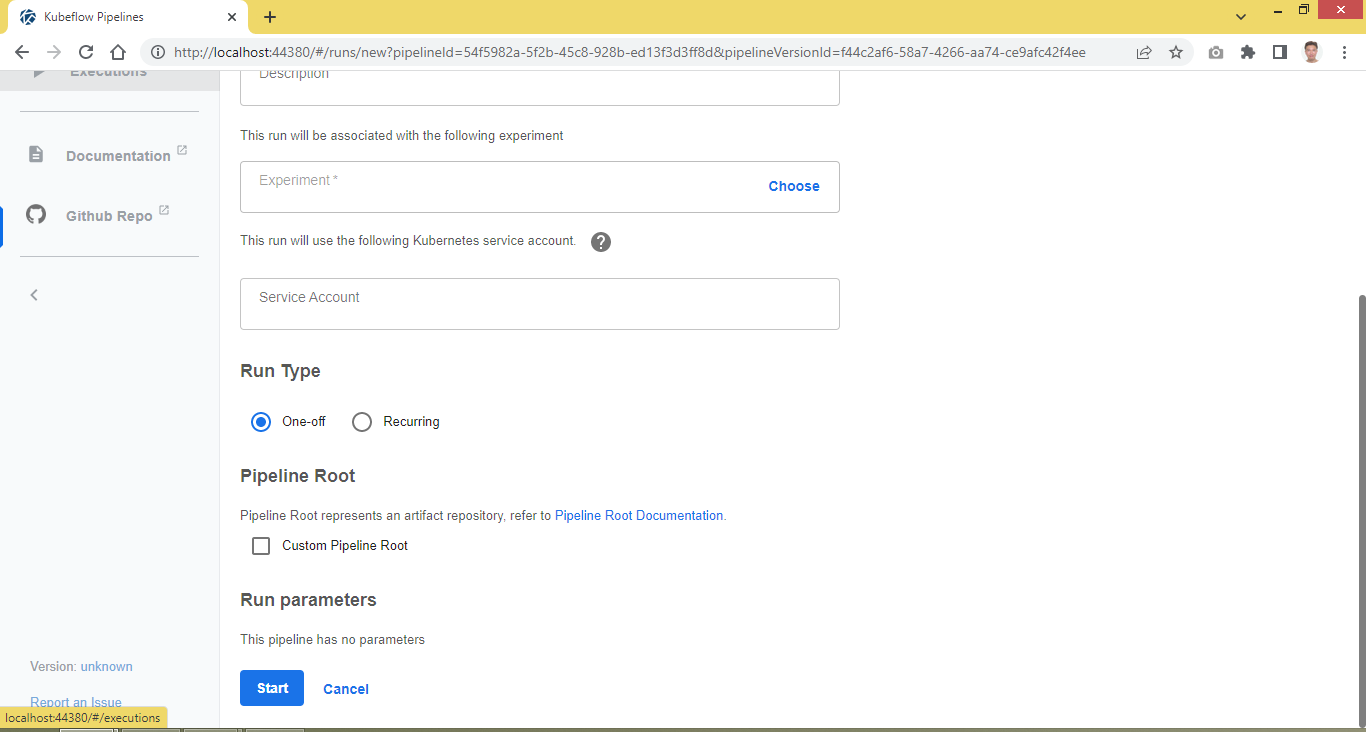 Kubeflow Pipelines
http://localhost:44380/#/runs/new?pipelineId=54f5982a-5f2b-45c8-928b-ed13f3d3ff8d&pipelineVersionId=f44c2af6-58a7-4266-aa74-ce9afc42f4ee
Executions
Description
This run will be associated with the following experiment
Documentation
Experiment *
Choose
Github Repo
This run will use the following Kubernetes service account.
Service Account
Run Type
One-off
Recurring
Pipeline Root
Pipeline Root represents an artifact repository, refer to Pipeline Root Documentation.
Custom Pipeline Root
Run parameters
This pipeline has no parameters
Version: unknown
Start
Cancel
Report an Issue
localhost:44380/#/executions